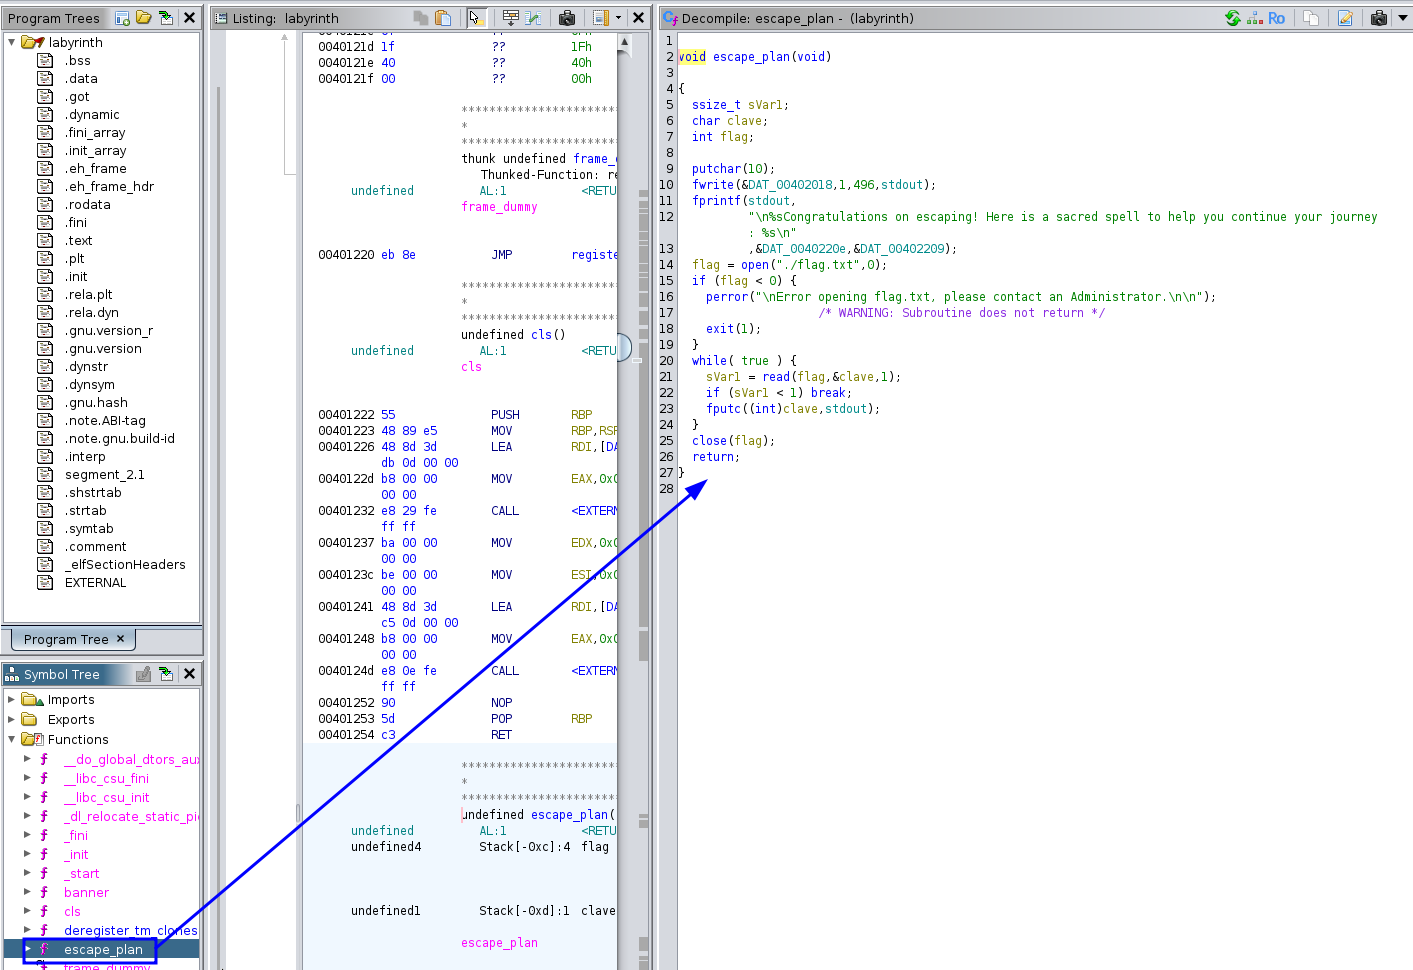 Program Trees
labyrinth
.bss
.data
.got
.dynamic
.fini_array
.init_array
.eh_frame
.eh_frame_hdr
.rodata
.fini
.text
.plt
.init
.rela.plt
.rela.dyn
.gnu.version_r
.gnu.version
.dynstr
.dynsym
.gnu.hash
.note.ABI-tag
.note.gnu.build-id
.interp
segment_2.1
.shstrtab
.strtab
.symtab
.comment
_elfSectionHeaders
EXTERNAL
Program Tree ×
Symbol Tree
Imports
Exports
Functions
f __do_global_dtors_au
f __libc_csu_fini
f __libc_csu_init
f _dl_relocate_static_pi
f _fini
f _init
f _start
f banner
f cls
f deregister_tm_clones
f escape_plan
f frame_dummy
Listing: labyrinth
0040121d 1f ?? 1Fh
0040121e 40 ?? 40h
0040121f 00 ?? 00h
**********************
*
**********************
thunk undefined frame_
Thunked-Function: re
undefined AL:1 <RETU
frame_dummy
00401220 eb 8e JMP registe
**********************
*
**********************
undefined cls()
undefined AL:1 <RETU
cls
00401222 55 PUSH RBP
00401223 48 89 e5 MOV RBP,RSP
00401226 48 8d 3d LEA RDI,[DA
db 0d 00 00
0040122d b8 00 00 MOV EAX,0x0
00 00
00401232 e8 29 fe CALL <EXTERN
ff ff
00401237 ba 00 00 MOV EDX,0x0
00 00
0040123c be 00 00 MOV ESI,0x0
00 00
00401241 48 8d 3d LEA RDI,[DA
c5 0d 00 00
00401248 b8 00 00 MOV EAX,0x0
00 00
0040124d e8 0e fe CALL <EXTERN
ff ff
00401252 90 NOP
00401253 5d POP RBP
00401254 c3 RET
**********************
*
**********************
undefined escape_plan(
undefined AL:1 <RETU
undefined4 Stack[-0xc]:4 flag
undefined1 Stack[-0xd]:1 clave
escape_plan
Decompile: escape_plan - (labyrinth)
Ro
1
2 void escape_plan(void)
3
4 {
5 ssize_t sVar1;
6 char clave;
7 int flag;
8
9 putchar(10);
10 fwrite(&DAT_00402018,1,496,stdout);
11 fprintf(stdout,
12 "\n%sCongratulations on escaping! Here is a sacred spell to help you continue your journey
: %s\n"
13 ,&DAT_0040220e,&DAT_00402209);
14 flag = open("./flag.txt",0);
15 if (flag < 0) {
16 perror("\nError opening flag.txt, please contact an Administrator.\n\n");
17 /* WARNING: Subroutine does not return */
18 exit(1);
19 }
20 while( true ) {
21 sVar1 = read(flag,&clave,1);
22 if (sVar1 < 1) break;
23 fputc((int)clave,stdout);
24 }
25 close(flag);
26 return;
27 }
28